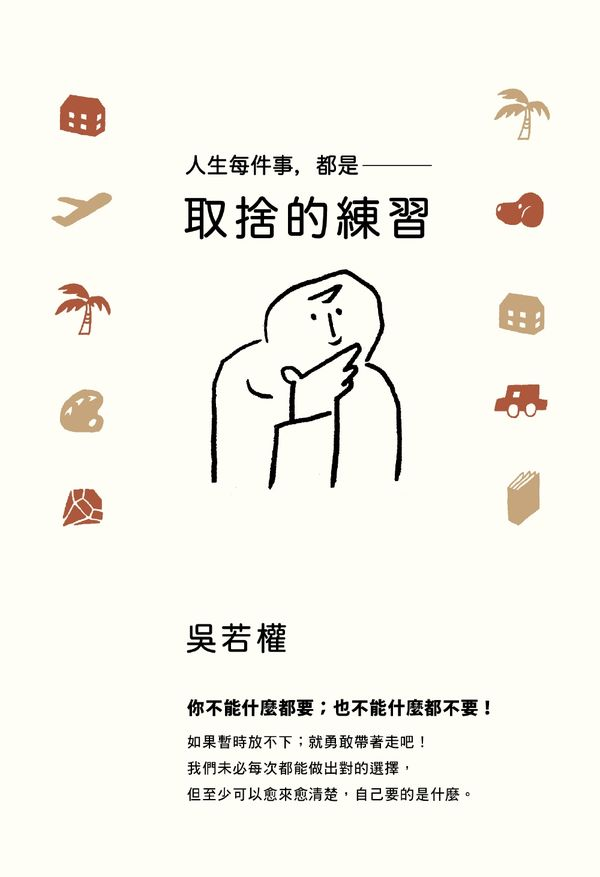 人生每件事，都是——
取捨的練習
吳若權
你不能什麼都要；也不能什麼都不要！
如果暫時放不下；就勇敢帶著走吧！
我們未必每次都能做出對的選擇，
但至少可以愈來愈清楚，自己要的是什麼。